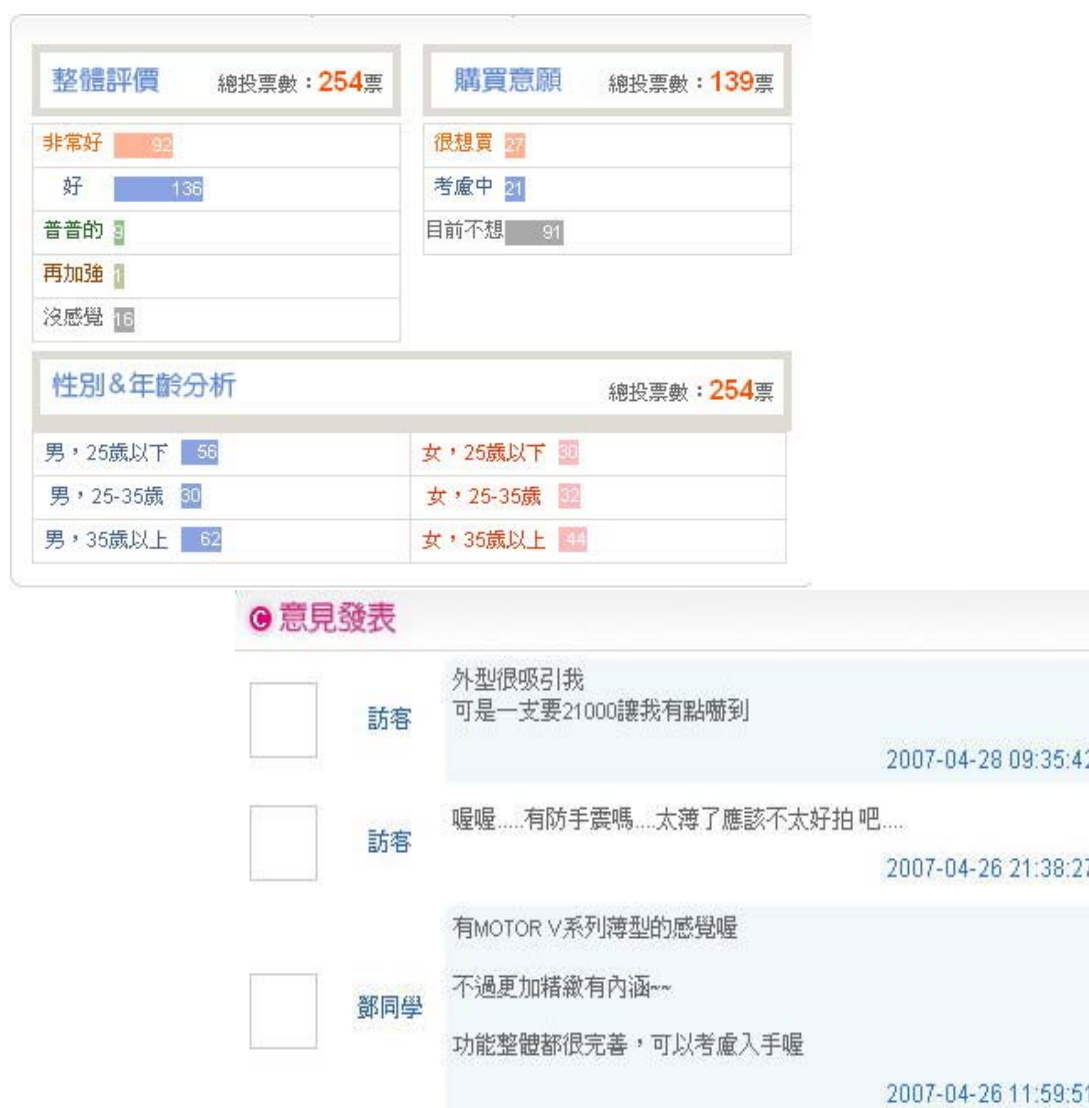 整體評價 總投票數：254票
非常好 92
好 136
普普的 9
再加強 1
沒感覺 16
購買意願 總投票數：139票
很想買 27
考慮中 21
目前不想 91
性別&年齡分析 總投票數：254票
男，25歲以下 56
女，25歲以下 30
男，25-35歲 30
女，25-35歲 32
男，35歲以上 62
女，35歲以上 44
意見發表
訪客
外型很吸引我
可是一支要21000讓我有點嚇到
2007-04-28 09:35:42
訪客
喔喔.....有防手震嗎....太薄了應該不太好拍吧....
2007-04-26 21:38:27
鄧同學
有MOTOR V系列薄型的感覺喔
不過更加精緻有內涵~~
功能整體都很完善，可以考慮入手喔
2007-04-26 11:59:51